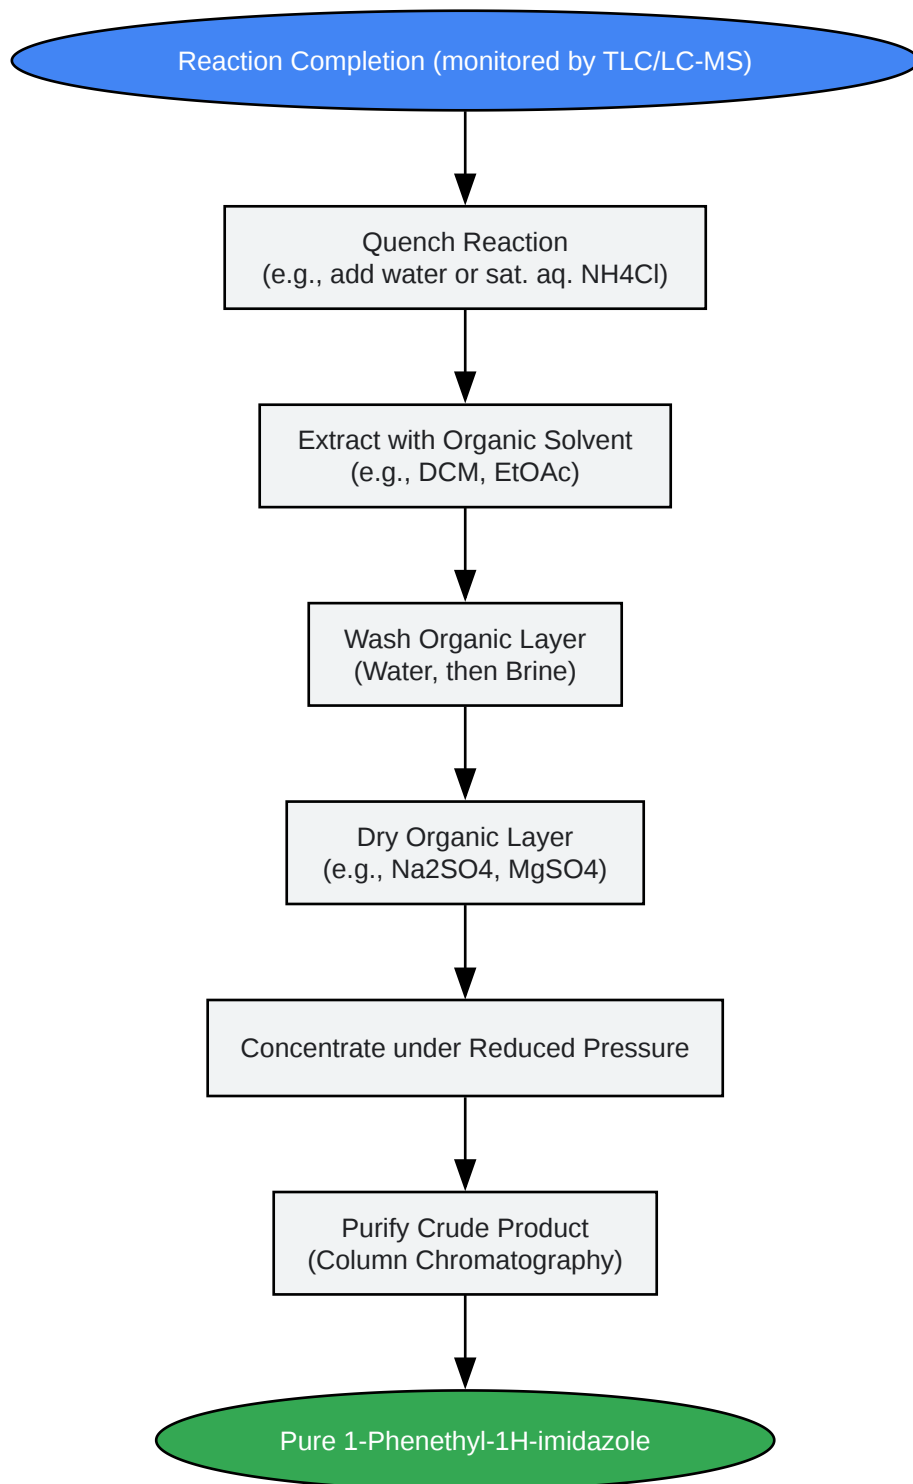 Reaction Completion (monitored by TLC/LC-MS)
Quench Reaction
(e.g., add water or sat. aq. NH4Cl)
Extract with Organic Solvent
(e.g., DCM, EtOAc)
Wash Organic Layer
(Water, then Brine)
Dry Organic Layer
(e.g., Na2SO4, MgSO4)
Concentrate under Reduced Pressure
Purify Crude Product
(Column Chromatography)
Pure 1-Phenethyl-1H-imidazole